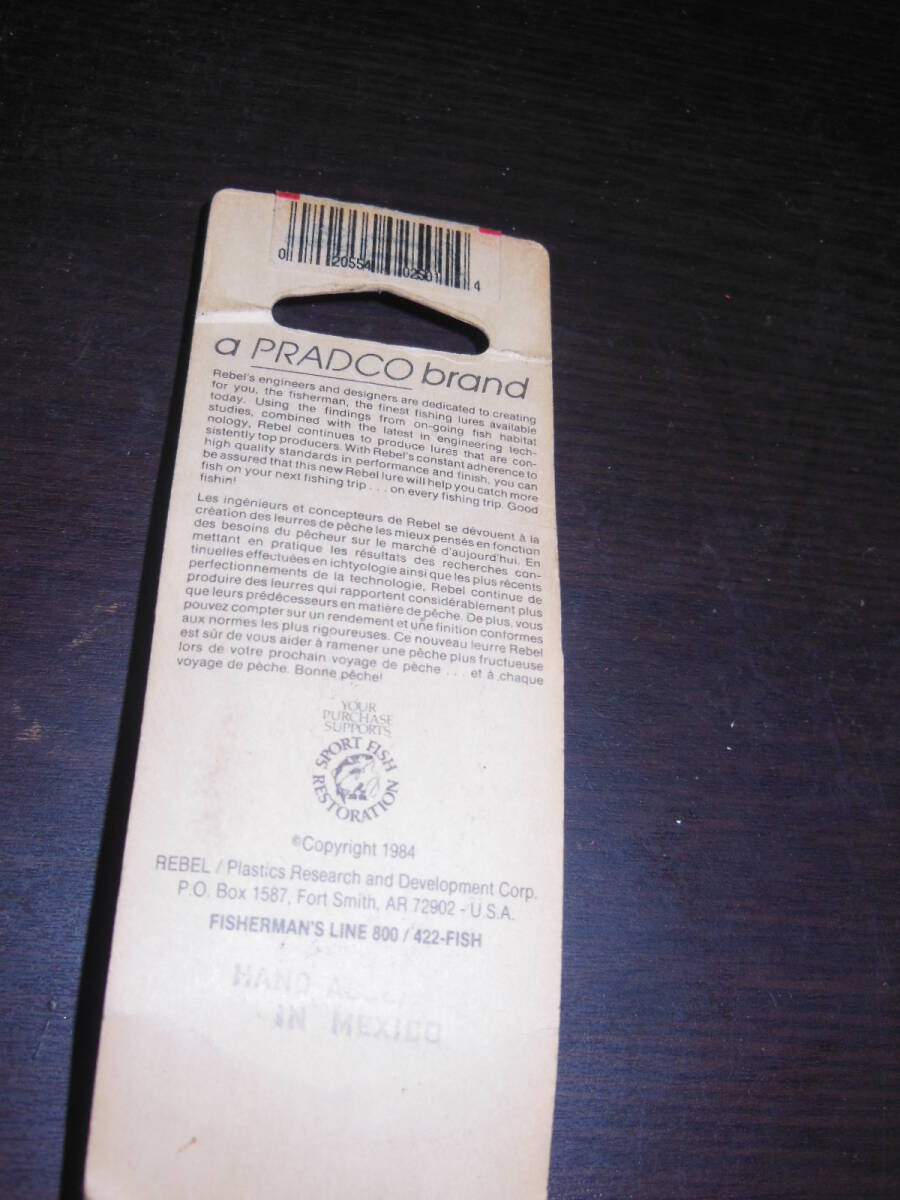 0 20554 02501 4
a PRADCO brand
Rebel's engineers and designers are dedicated to creating
for you, the fisherman, the finest fishing lures available
today. Using the findings from on-going fish habitat
studies, combined with the latest in engineering tech-
nology, Rebel continues to produce lures that are con-
sistently top producers. With Rebel's constant adherence to
high quality standards in performance and finish, you can
be assured that this new Rebel lure will help you catch more
fish on your next fishing trip . . . on every fishing trip. Good
fishin!
Les ingénieurs et concepteurs de Rebel se dévouent à la
création des leurres de pêche les mieux pensés en fonction
des besoins du pêcheur sur le marché d'aujourd'hui. En
mettant en pratique les résultats des recherches con-
tinuelles effectuées en ichtyologie ainsi que les plus récents
perfectionnements de la technologie, Rebel continue de
produire des leurres qui rapportent considérablement plus
que leurs prédécesseurs en matière de pêche. De plus, vous
pouvez compter sur un rendement et une finition conformes
aux normes les plus rigoureuses. Ce nouveau leurre Rebel
est sûr de vous aider à ramener une pêche plus fructueuse
lors de votre prochain voyage de pêche . . . et à chaque
voyage de pêche. Bonne pêche!
YOUR
PURCHASE
SUPPORTS
SPORT FISH
RESTORATION
©Copyright 1984
REBEL / Plastics Research and Development Corp.
P.O. Box 1587, Fort Smith, AR 72902 - U.S.A.
FISHERMAN'S LINE 800 / 422-FISH
HAND
IN MEXICO